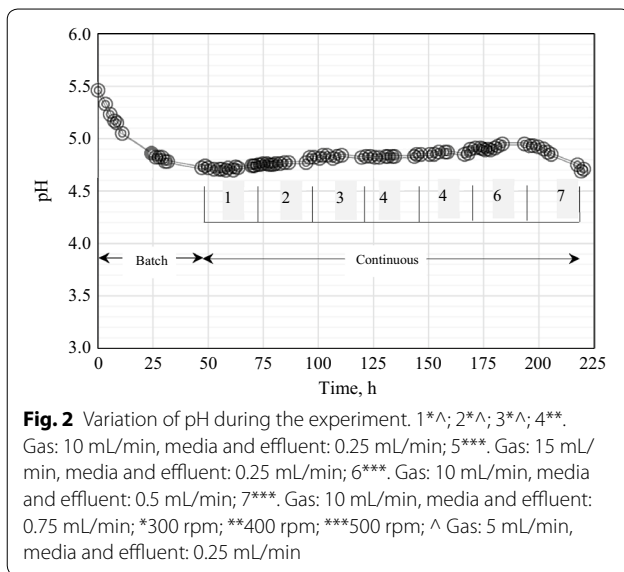 6.0
5.5
5.0
4.5
4.0
3.5
3.0
pH
1 2 3 4 4 6 7
Batch Continuous
0 25 50 75 100 125 150 175 200 225
Time, h
Fig. 2 Variation of pH during the experiment. 1*^; 2*^; 3*^; 4**.
Gas: 10 mL/min, media and effluent: 0.25 mL/min; 5***. Gas: 15 mL/
min, media and effluent: 0.25 mL/min; 6***. Gas: 10 mL/min, media
and effluent: 0.5 mL/min; 7***. Gas: 10 mL/min, media and effluent:
0.75 mL/min; *300 rpm; **400 rpm; ***500 rpm; ^ Gas: 5 mL/min,
media and effluent: 0.25 mL/min